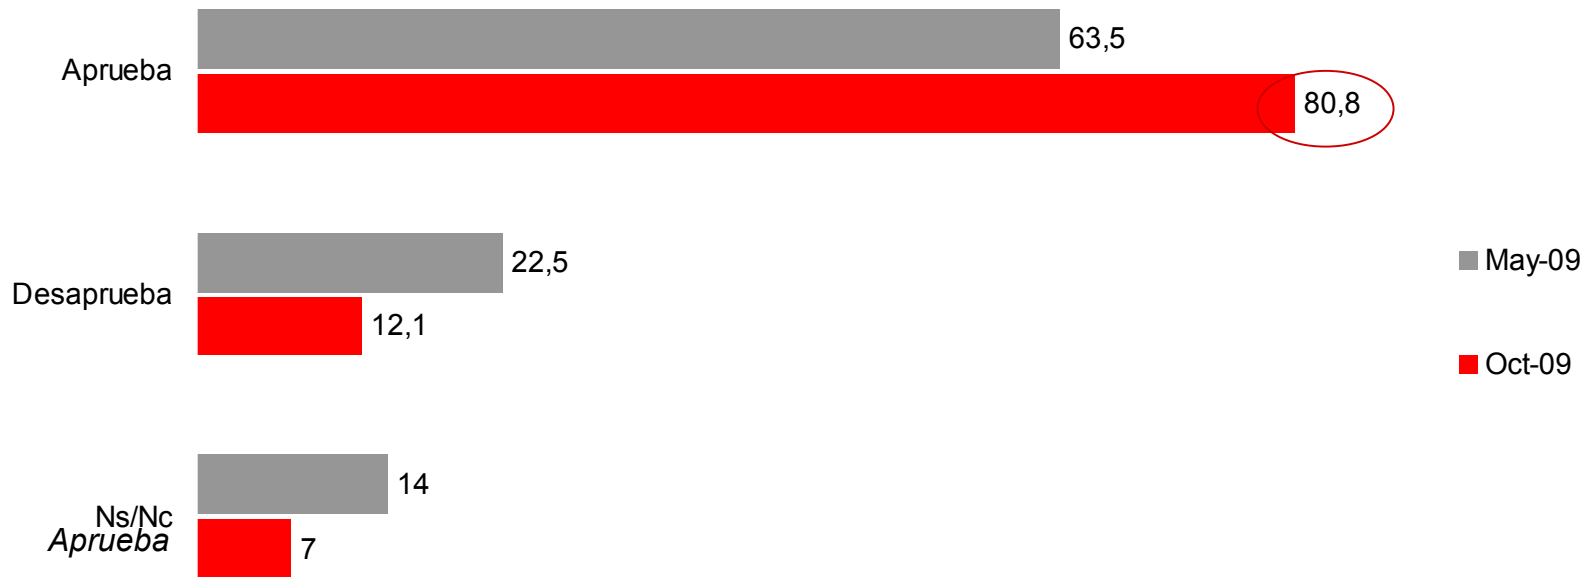 63,5
Aprueba
80,8
22,5
May-09
Desaprueba
12,1
Oct-09
14
Ns/Nc
Aprueba
7